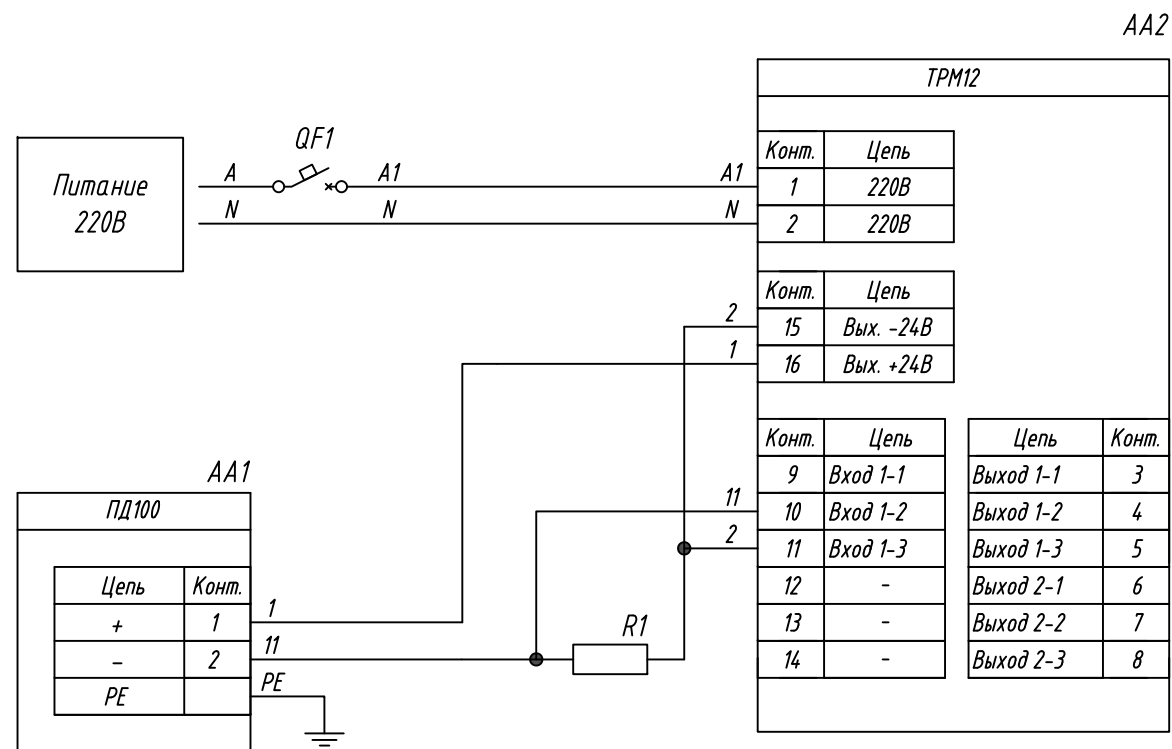 AA2
ТРМ12
QF1
Питание
220В
A
A1
A1
N
N
N
Конт. Цепь
1 220В
2 220В
Конт. Цепь
2
15 Вых. -24В
1
16 Вых. +24В
Конт. Цепь
Цепь Конт.
9 Вход 1-1
Выход 1-1 3
11
10 Вход 1-2
Выход 1-2 4
2
11 Вход 1-3
Выход 1-3 5
12 -
Выход 2-1 6
13 -
Выход 2-2 7
14 -
Выход 2-3 8
AA1
ПД100
Цепь Конт.
+ 1
1
- 2
11
PE
PE
R1